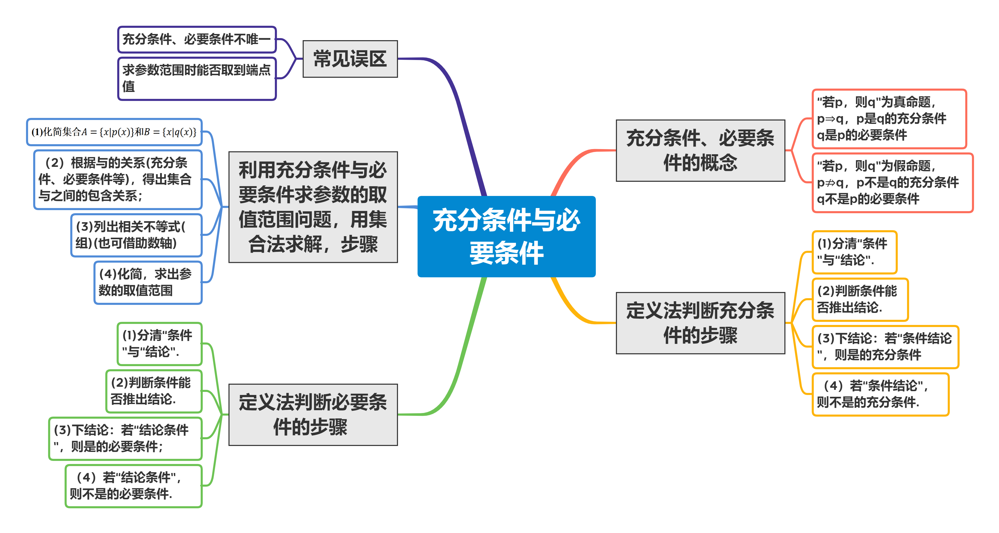 充分条件与必
要条件
充分条件、必要条
件的概念
“若p，则q"为真命题，
p⇒q，p是q的充分条件
q是p的必要条件
“若p，则q"为假命题，
p⇏q，p不是q的充分条件
q不是p的必要条件
定义法判断充分条
件的步骤
(1)分清“条件
"与“结论".
(2)判断条件能
否推出结论.
(3)下结论：若“条件结论
"，则是的充分条件
（4）若“条件结论"，
则不是的充分条件.
定义法判断必要条
件的步骤
(1)分清“条件
"与“结论".
(2)判断条件能
否推出结论.
(3)下结论：若“结论条件
"，则是的必要条件；
（4）若“结论条件"，
则不是的必要条件.
利用充分条件与必
要条件求参数的取
值范围问题，用集
合法求解，步骤
(1)化简集合A = {x|p(x)}和B = {x|q(x)}
（2）根据与的关系(充分条
件、必要条件等)，得出集合
与之间的包含关系；
(3)列出相关不等式(
组)(也可借助数轴)
(4)化简，求出参
数的取值范围
常见误区
充分条件、必要条件不唯一
求参数范围时能否取到端点
值